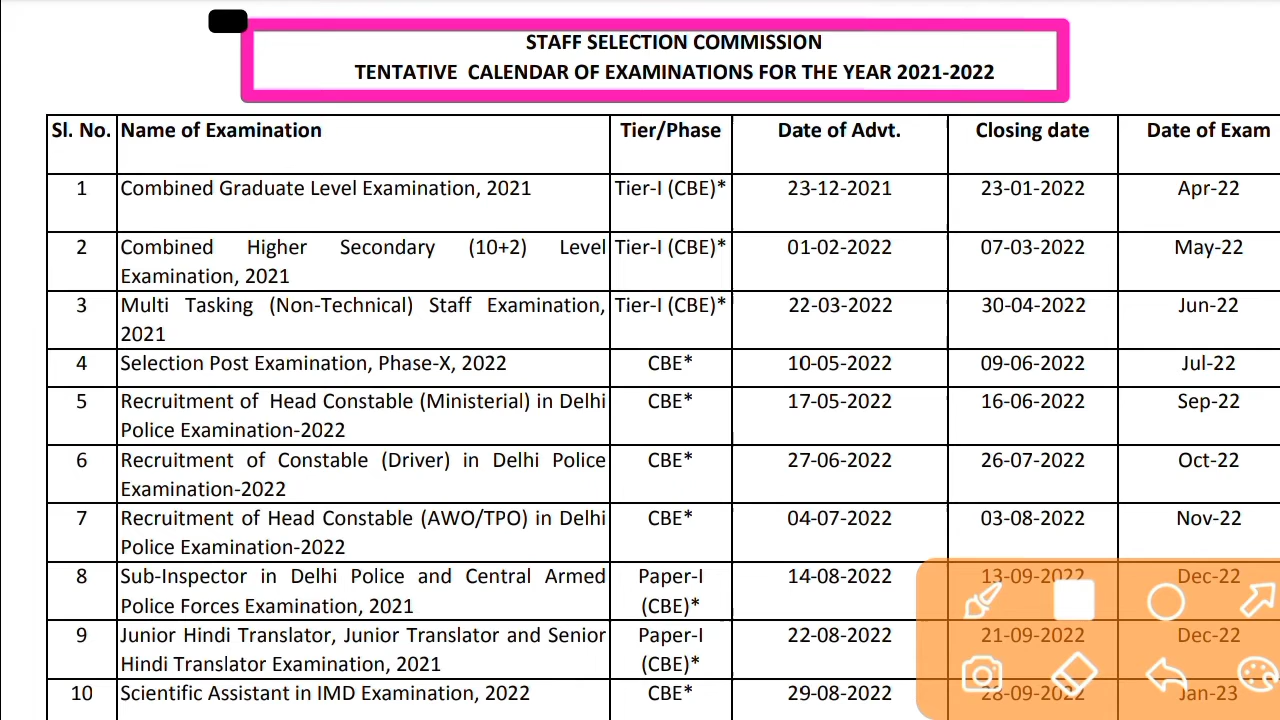 STAFF SELECTION COMMISSION
TENTATIVE CALENDAR OF EXAMINATIONS FOR THE YEAR 2021-2022
Sl. No. Name of Examination Tier/Phase Date of Advt. Closing date Date of Exam
1 Combined Graduate Level Examination, 2021 Tier-I (CBE)* 23-12-2021 23-01-2022 Apr-22
2 Combined Higher Secondary (10+2) Level Tier-I (CBE)* 01-02-2022 07-03-2022 May-22
Examination, 2021
3 Multi Tasking (Non-Technical) Staff Examination, Tier-I (CBE)* 22-03-2022 30-04-2022 Jun-22
2021
4 Selection Post Examination, Phase-X, 2022 CBE* 10-05-2022 09-06-2022 Jul-22
5 Recruitment of Head Constable (Ministerial) in Delhi CBE* 17-05-2022 16-06-2022 Sep-22
Police Examination-2022
6 Recruitment of Constable (Driver) in Delhi Police CBE* 27-06-2022 26-07-2022 Oct-22
Examination-2022
7 Recruitment of Head Constable (AWO/TPO) in Delhi CBE* 04-07-2022 03-08-2022 Nov-22
Police Examination-2022
8 Sub-Inspector in Delhi Police and Central Armed Paper-I 14-08-2022 13-09-2022 Dec-22
Police Forces Examination, 2021 (CBE)*
9 Junior Hindi Translator, Junior Translator and Senior Paper-I 22-08-2022 21-09-2022 Dec-22
Hindi Translator Examination, 2021 (CBE)*
10 Scientific Assistant in IMD Examination, 2022 CBE* 29-08-2022 28-09-2022 Jan-23